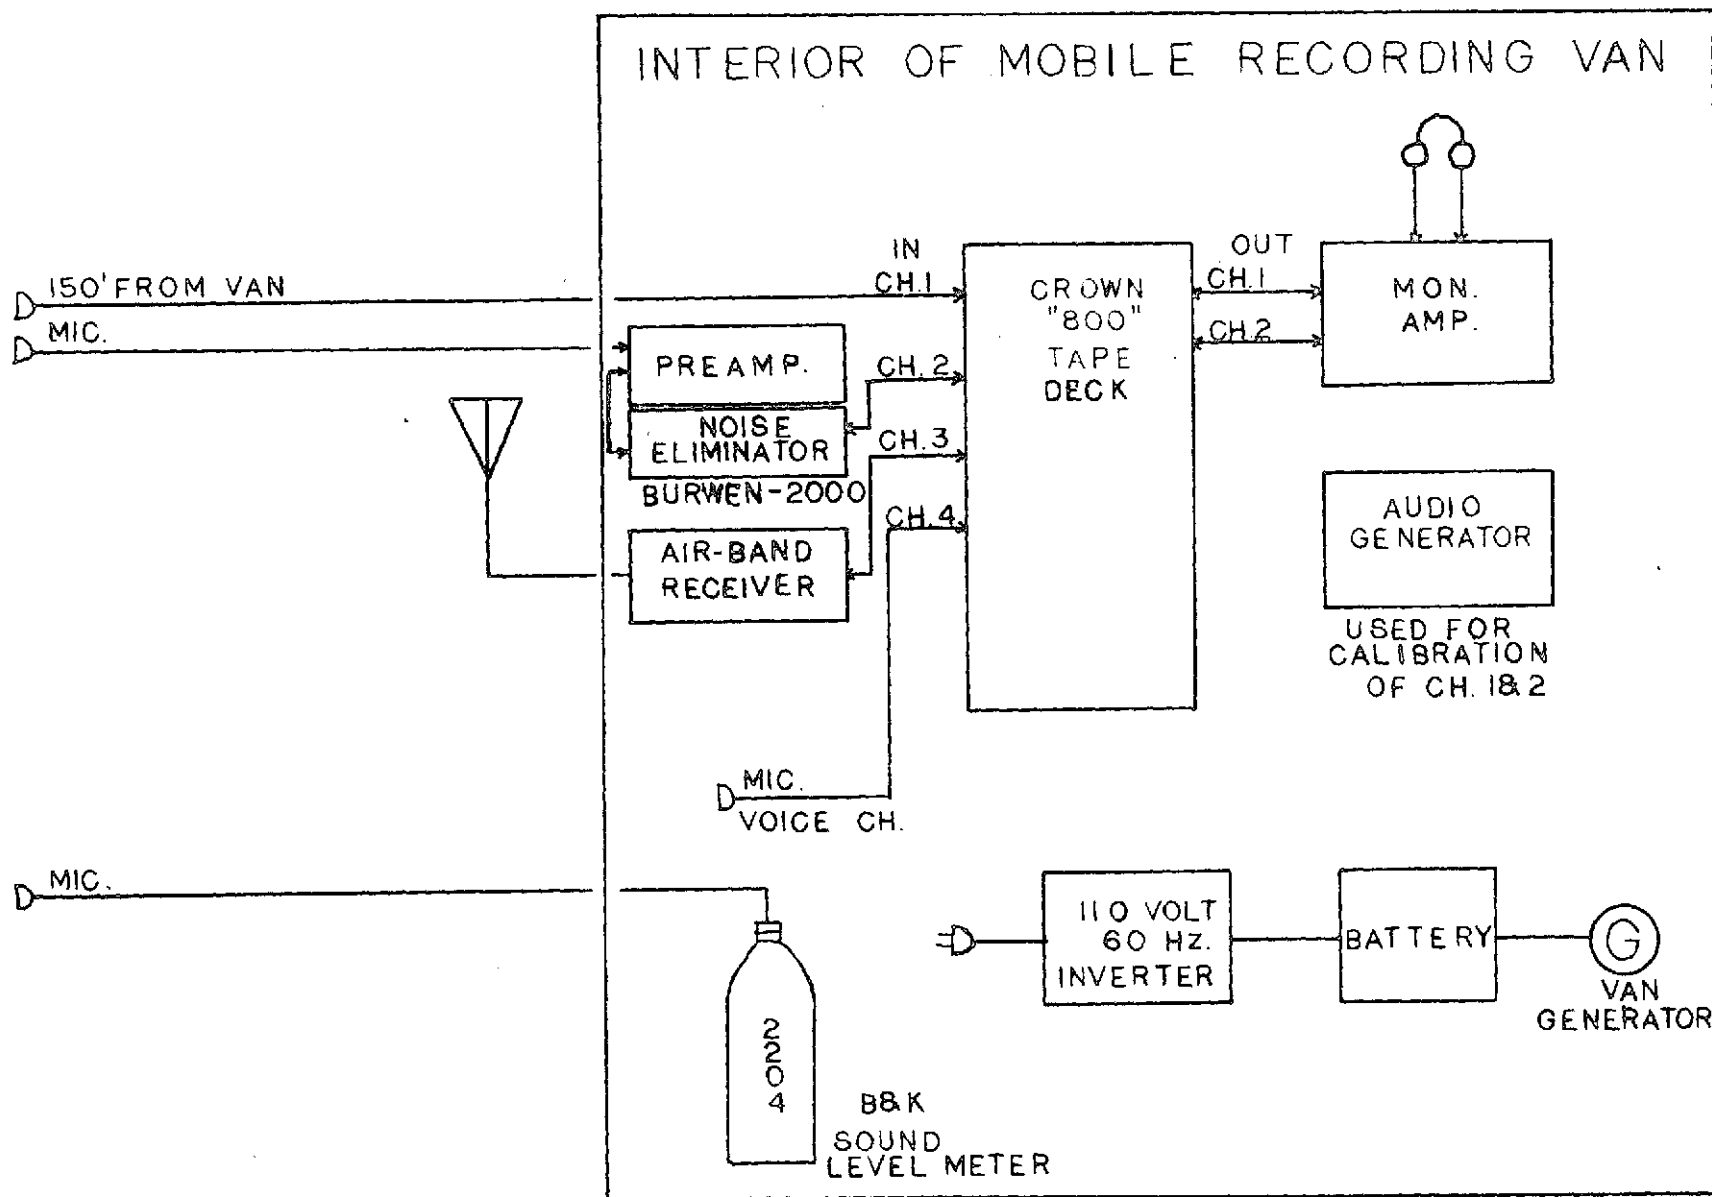 INTERIOR OF MOBILE RECORDING VAN
150' FROM VAN
MIC.
IN
CH.1
PREAMP.
CH.2
NOISE
ELIMINATOR
BURWEN-2000
CH.3
AIR-BAND
RECEIVER
CH.4
CROWN
"800"
TAPE
DECK
OUT
CH.1
CH.2
MON.
AMP.
AUDIO
GENERATOR
USED FOR
CALIBRATION
OF CH. 1&2
MIC.
VOICE CH.
MIC.
2204
B&K
SOUND
LEVEL METER
110 VOLT
60 HZ.
INVERTER
BATTERY
G
VAN
GENERATOR